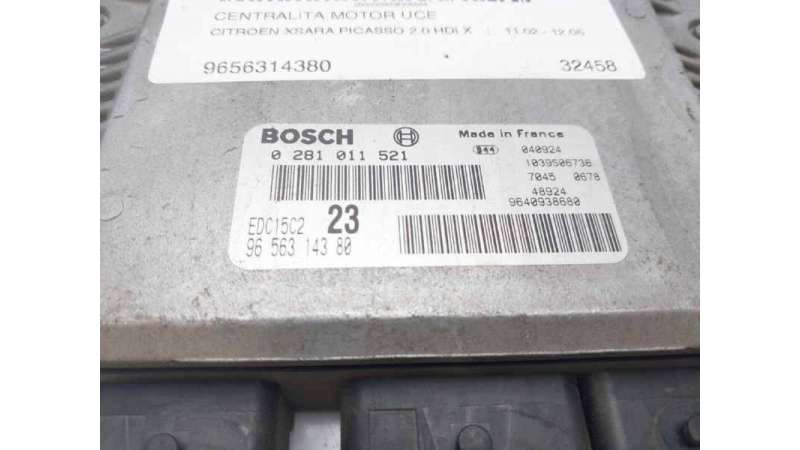 CENTRALITA MOTOR UCE
CITROEN XSARA PICASSO 2.0 HDI X | 11.02 - 12.05
9656314380 32458
BOSCH Made in France
0 281 011 521 040924
1039S06736
7045 0678
48924
EDC15C2 23 9640938680
96 563 143 80